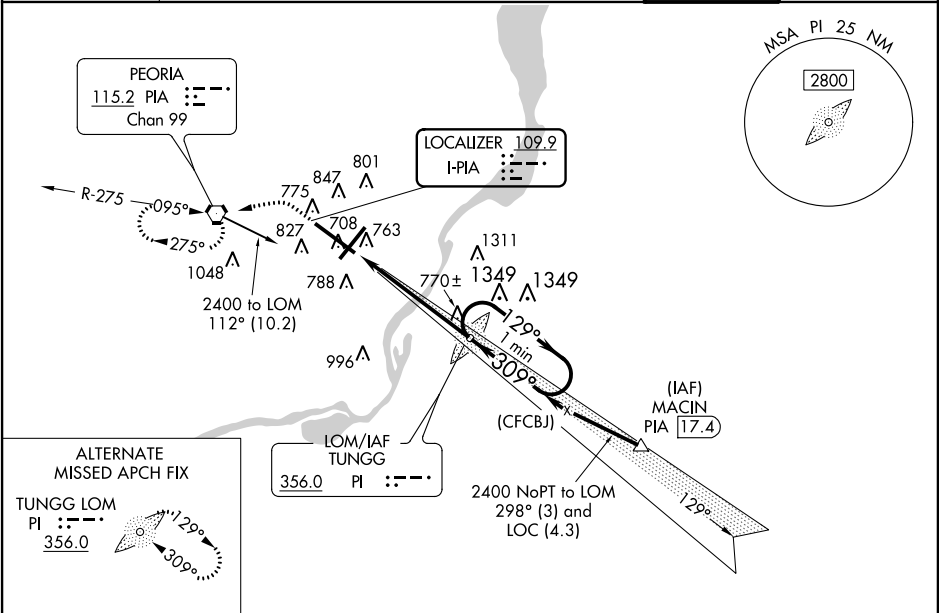 MSA PI 25 NM
2800
PEORIA
115.2 PIA
Chan 99
LOCALIZER 109.9
I-PIA
R-275
095°
275°
775
847
801
827
708
763
1048
788
2400 to LOM
112° (10.2)
996
770±
1311
1349
1349
129°
1 min
309°
(CFCBJ)
x
(IAF)
MACIN
PIA 17.4
LOM/IAF
TUNGG
356.0 PI
2400 NoPT to LOM
298° (3) and
LOC (4.3)
129°
ALTERNATE
MISSED APCH FIX
TUNGG LOM
PI
356.0
129°
309°